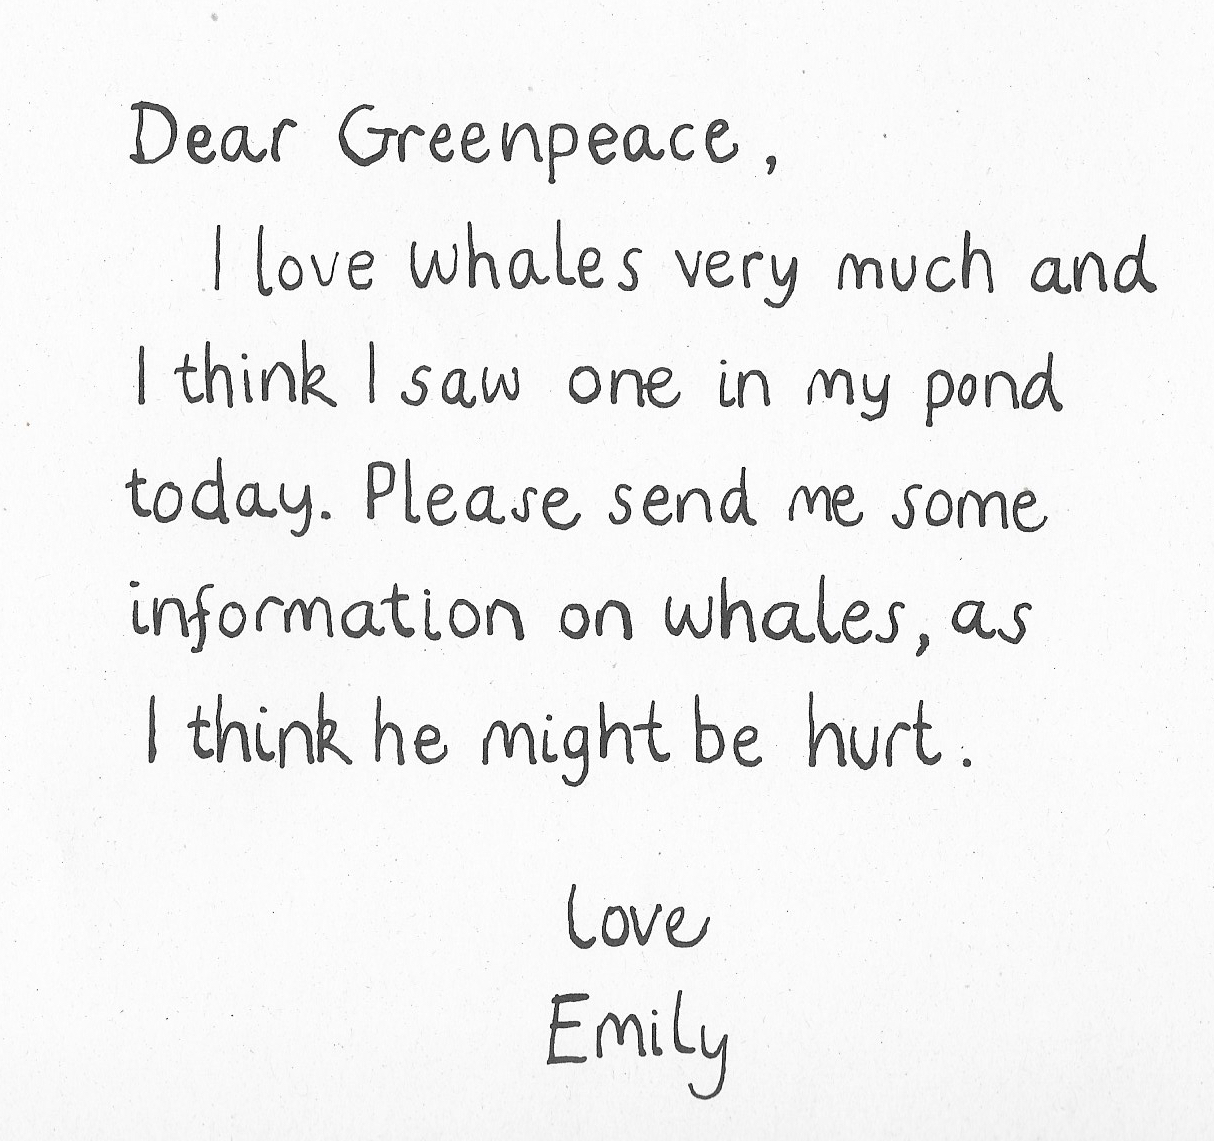 Dear Greenpeace,
I love whales very much and
I think I saw one in my pond
today. Please send me some
information on whales, as
I think he might be hurt.
Love
Emily